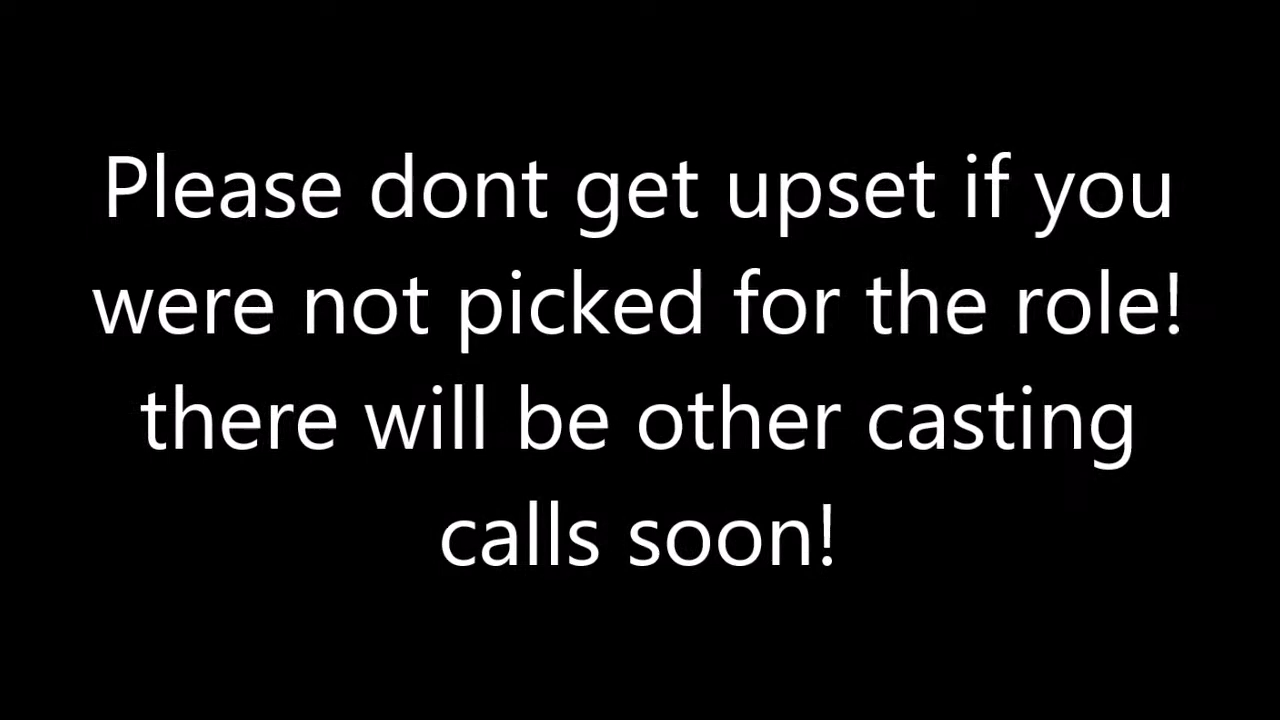 Please dont get upset if you
were not picked for the role!
there will be other casting
calls soon!